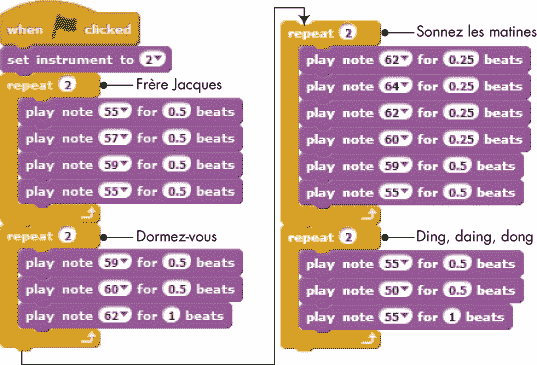 when clicked
set instrument to 2
repeat 2
Frère Jacques
play note 55 for 0.5 beats
play note 57 for 0.5 beats
play note 59 for 0.5 beats
play note 55 for 0.5 beats
repeat 2
Dormez-vous
play note 59 for 0.5 beats
play note 60 for 0.5 beats
play note 62 for 1 beats
repeat 2
Sonnez les matines
play note 62 for 0.25 beats
play note 64 for 0.25 beats
play note 62 for 0.25 beats
play note 60 for 0.25 beats
play note 59 for 0.5 beats
play note 55 for 0.5 beats
repeat 2
Ding, daing, dong
play note 55 for 0.5 beats
play note 50 for 0.5 beats
play note 55 for 1 beats